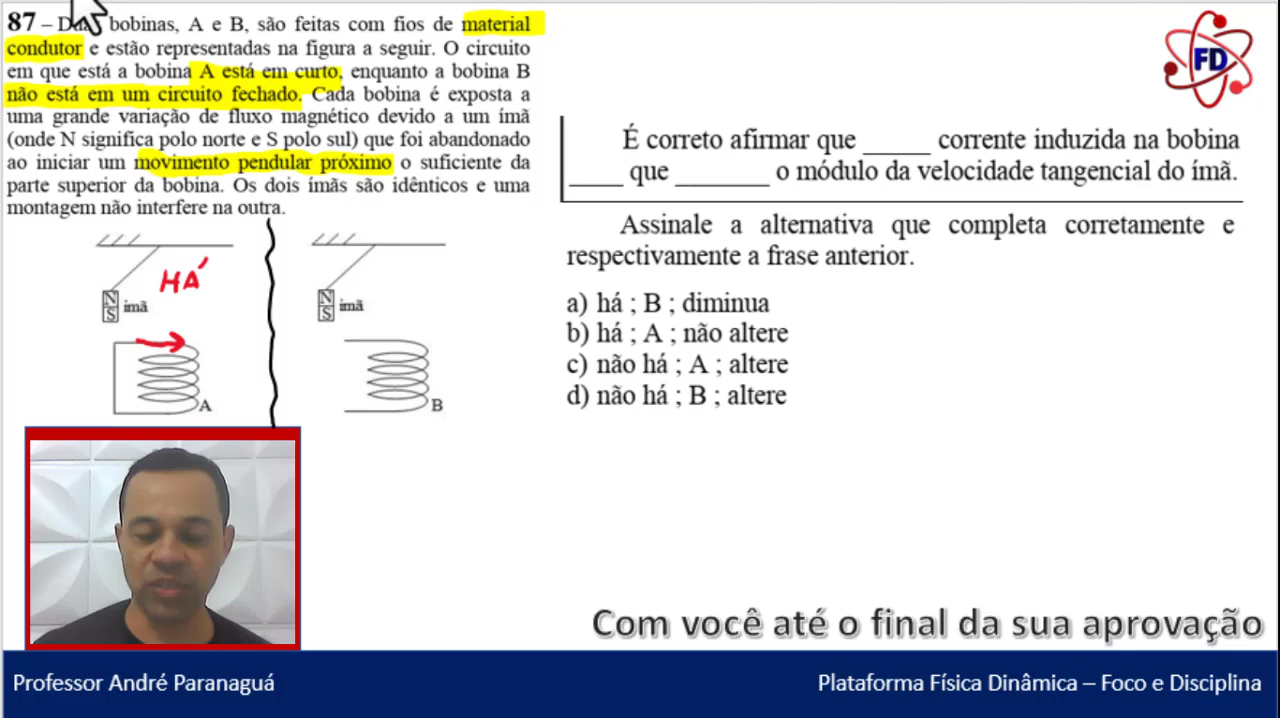 87 – bobinas, A e B, são feitas com fios de material
condutor e estão representadas na figura a seguir. O circuito
em que está a bobina A está em curto, enquanto a bobina B
não está em um circuito fechado. Cada bobina é exposta a
uma grande variação de fluxo magnético devido a um ímã
(onde N significa polo norte e S polo sul) que foi abandonado
ao iniciar um movimento pendular próximo o suficiente da
parte superior da bobina. Os dois ímãs são idênticos e uma
montagem não interfere na outra.
HÁ
N
S
imã
A
N
S
imã
B
FD
É correto afirmar que _____ corrente induzida na bobina
____ que _______ o módulo da velocidade tangencial do ímã.
Assinale a alternativa que completa corretamente e
respectivamente a frase anterior.
a) há ; B ; diminua
b) há ; A ; não altere
c) não há ; A ; altere
d) não há ; B ; altere
Com você até o final da sua aprovação
Professor André Paranaguá
Plataforma Física Dinâmica – Foco e Disciplina